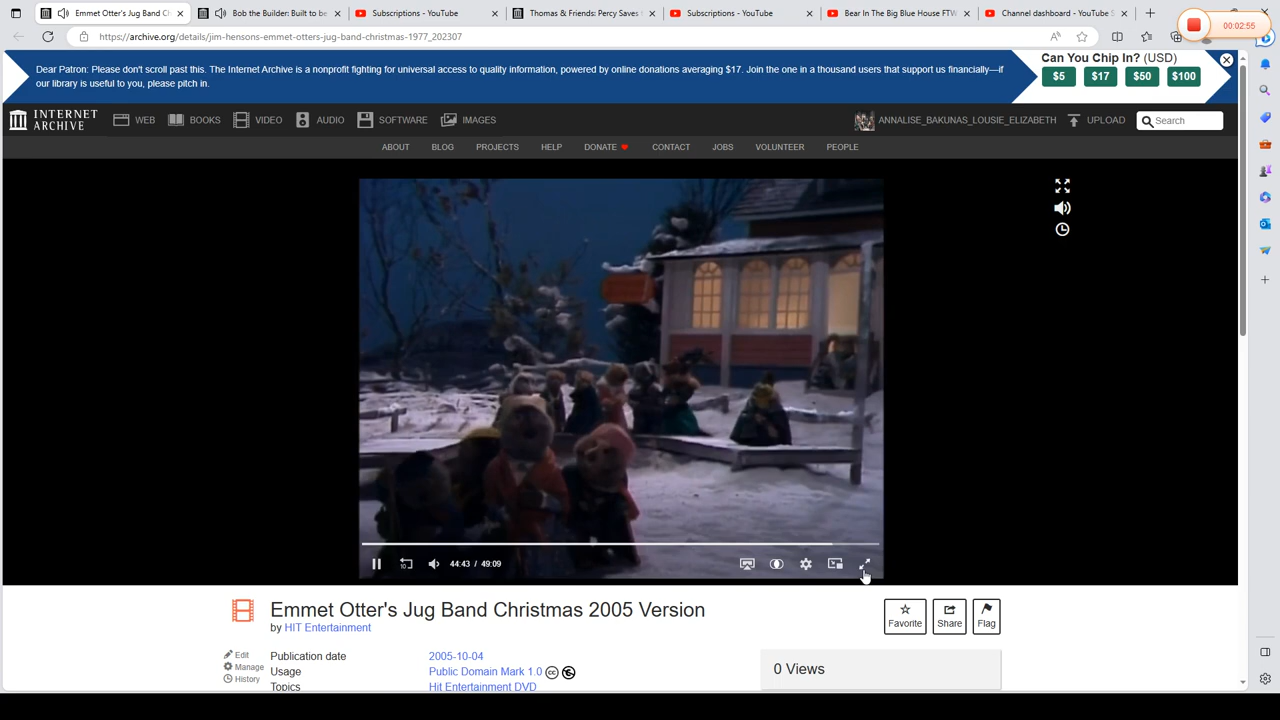 Emmet Otter's Jug Band Ch
Bob the Builder: Built to be
Subscriptions - YouTube
Thomas & Friends: Percy Saves
Subscriptions - YouTube
Bear In The Big Blue House FTW
Channel dashboard - YouTube S
00:02:55
https://archive.org/details/jim-hensons-emmet-otters-jug-band-christmas-1977_202307
Dear Patron: Please don't scroll past this. The Internet Archive is a nonprofit fighting for universal access to quality information, powered by online donations averaging $17. Join the one in a thousand users that support us financially—if
our library is useful to you, please pitch in.
Can You Chip In? (USD)
$5 $17 $50 $100
INTERNET
ARCHIVE
WEB BOOKS VIDEO AUDIO SOFTWARE IMAGES
ANNALISE_BAKUNAS_LOUSIE_ELIZABETH UPLOAD Search
ABOUT BLOG PROJECTS HELP DONATE CONTACT JOBS VOLUNTEER PEOPLE
10 44:43 / 49:09
Emmet Otter's Jug Band Christmas 2005 Version
by HIT Entertainment
Favorite Share Flag
Edit
Manage
History
Publication date 2005-10-04
Usage Public Domain Mark 1.0
Topics Hit Entertainment DVD
0 Views